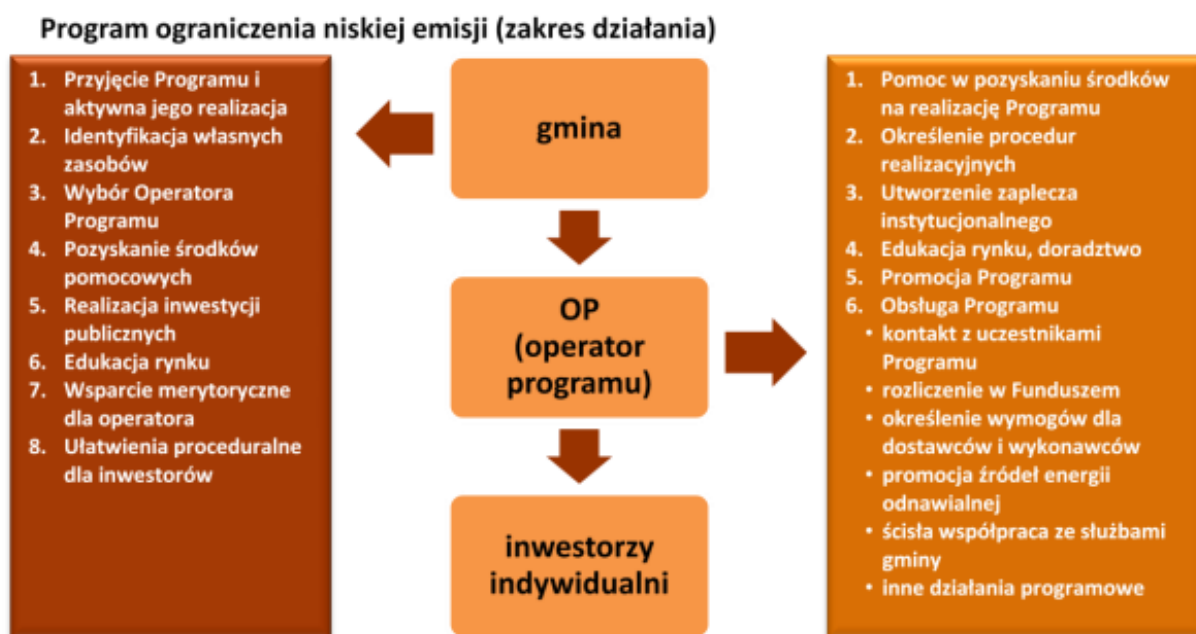 Program ograniczenia niskiej emisji (zakres działania)
1. Przyjęcie Programu i
aktywna jego realizacja
2. Identyfikacja własnych
zasobów
3. Wybór Operatora
Programu
4. Pozyskanie środków
pomocowych
5. Realizacja inwestycji
publicznych
6. Edukacja rynku
7. Wsparcie merytoryczne
dla operatora
8. Ułatwienia proceduralne
dla inwestorów
gmina
OP
(operator
programu)
inwestorzy
indywidualni
1. Pomoc w pozyskaniu środków
na realizację Programu
2. Określenie procedur
realizacyjnych
3. Utworzenie zaplecza
instytucjonalnego
4. Edukacja rynku, doradztwo
5. Promocja Programu
6. Obsługa Programu
• kontakt z uczestnikami
Programu
• rozliczenie w Funduszem
• określenie wymogów dla
dostawców i wykonawców
• promocja źródeł energii
odnawialnej
• ścisła współpraca ze służbami
gminy
• inne działania programowe